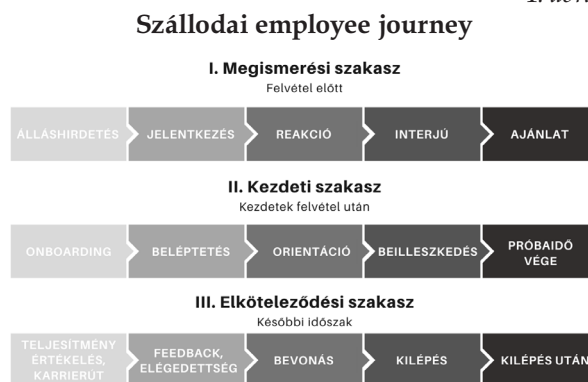 Szállodai employee journey
I. Megismerési szakasz
Felvétel előtt
ÁLLÁSHIRDETÉS
JELENTKEZÉS
REAKCIÓ
INTERJÚ
AJÁNLAT
II. Kezdeti szakasz
Kezdetek felvétel után
ONBOARDING
BELÉPTETÉS
ORIENTÁCIÓ
BEILLESZKEDÉS
PRÓBAIDŐ
VÉGE
III. Elköteleződési szakasz
Későbbi időszak
TELJESÍTMÉNY
ÉRTÉKELÉS,
KARRIERÚT
FEEDBACK,
ELÉGEDETTSÉG
BEVONÁS
KILÉPÉS
KILÉPÉS UTÁN